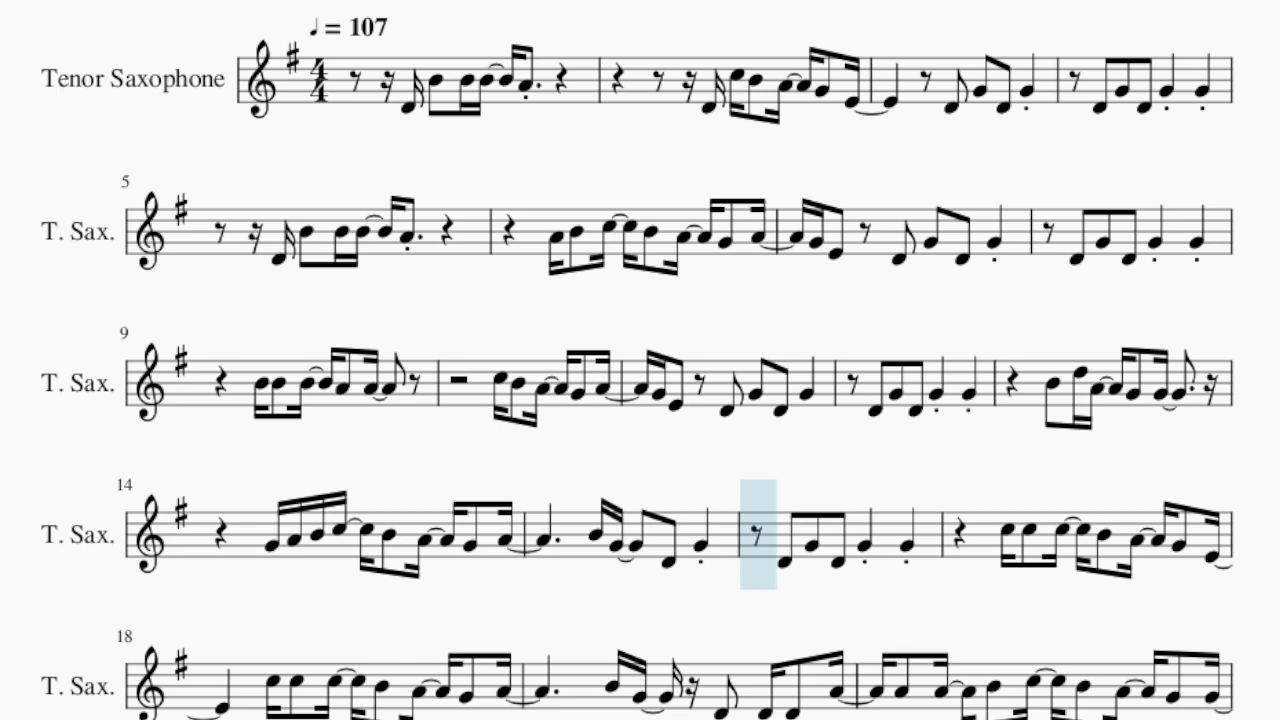 ♩ = 107
Tenor Saxophone
4
4
5
T. Sax.
9
T. Sax.
14
T. Sax.
18
T. Sax.